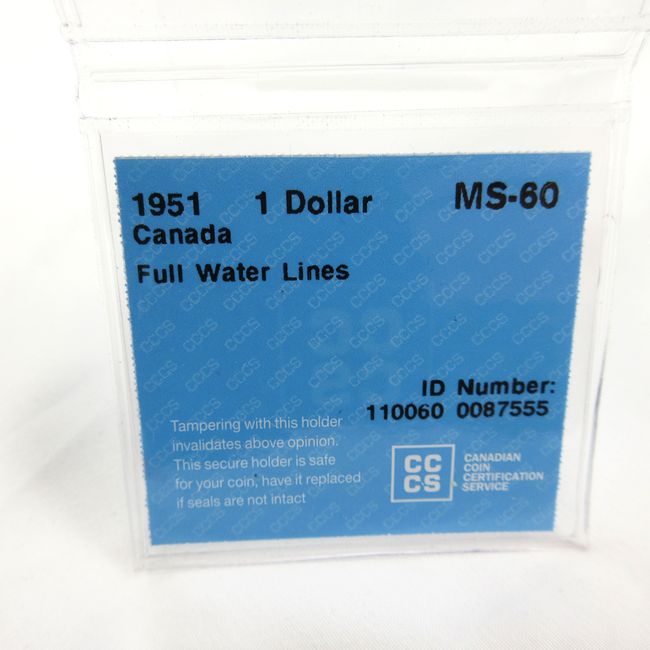 1951 1 Dollar MS-60
Canada
Full Water Lines
ID Number:
110060 0087555
Tampering with this holder
invalidates above opinion.
This secure holder is safe
for your coin, have it replaced
if seals are not intact
CC
CS
CANADIAN
COIN
CERTIFICATION
SERVICE